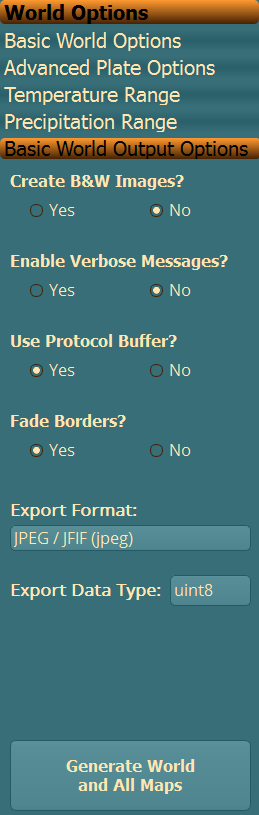 World Options
Basic World Options
Advanced Plate Options
Temperature Range
Precipitation Range
Basic World Output Options
Create B&W Images?
Yes No
Enable Verbose Messages?
Yes No
Use Protocol Buffer?
Yes No
Fade Borders?
Yes No
Export Format:
JPEG / JFIF (jpeg)
Export Data Type: uint8
Generate World
and All Maps